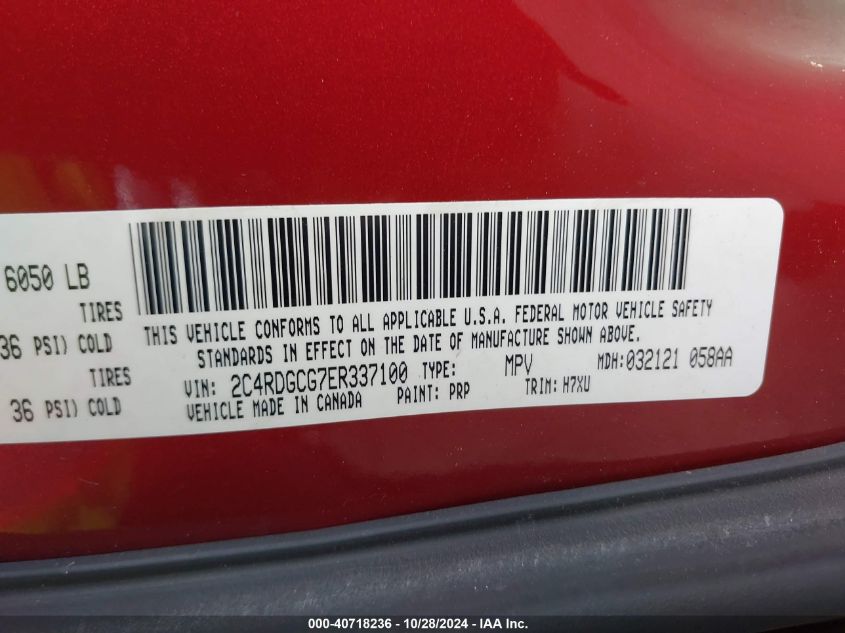 6050 LB
TIRES
36 PSI) COLD
TIRES
36 PSI) COLD
THIS VEHICLE CONFORMS TO ALL APPLICABLE U.S.A. FEDERAL MOTOR VEHICLE SAFETY
STANDARDS IN EFFECT ON THE DATE OF MANUFACTURE SHOWN ABOVE.
VIN: 2C4RDGCG7ER337100 TYPE: MPV MDH:032121 058AA
VEHICLE MADE IN CANADA PAINT: PRP TRIM: H7XU
000-40718236 - 10/28/2024 - IAA Inc.